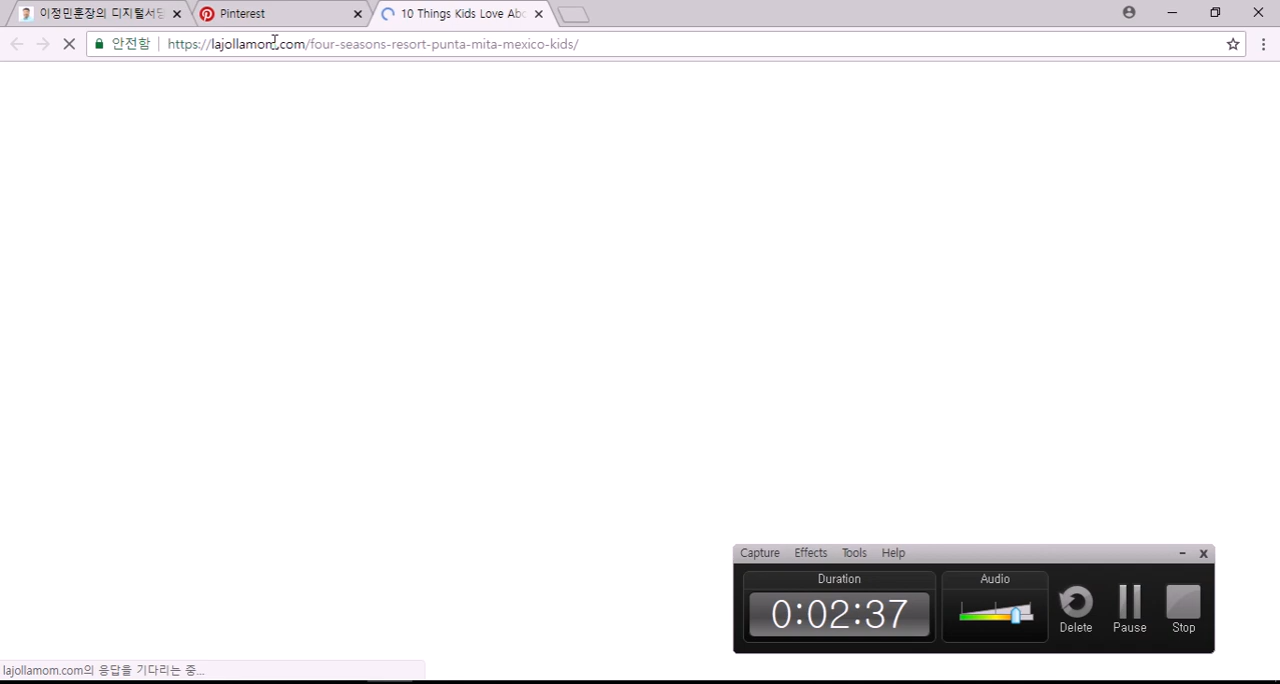 이정민훈장의 디지털서당
Pinterest
10 Things Kids Love Abo
안전함
https://lajollamom.com/four-seasons-resort-punta-mita-mexico-kids/
Capture Effects Tools Help
Duration
Audio
0:02:37
Delete
Pause
Stop
lajollamom.com의 응답을 기다리는 중...